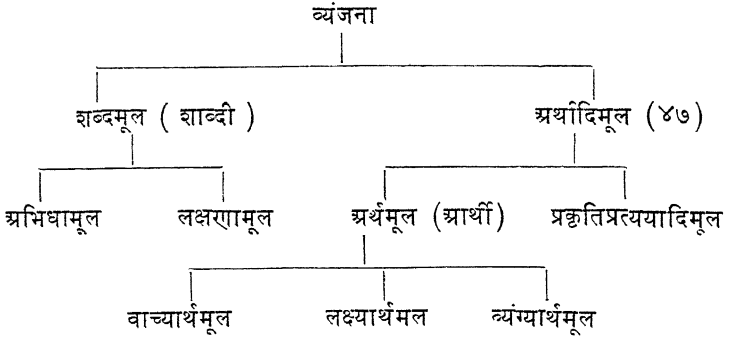 व्यंजना
शब्दमूल ( शाब्दी ) अर्थादिमूल (४७)
अभिधामूल लक्षणामूल अर्थमूल (आर्थी) प्रकृतिप्रत्ययादिमूल
वाच्यार्थमूल लक्ष्यार्थमल व्यंग्यार्थमूल